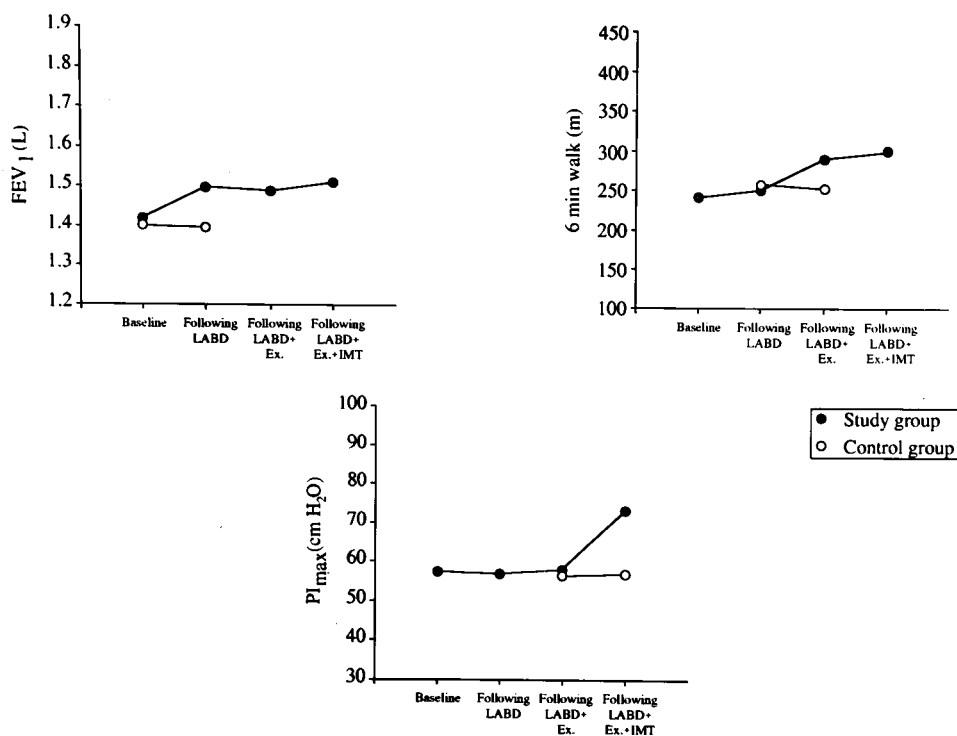 1.9
1.8
1.7
1.6
1.5
1.4
1.3
1.2
FEV1 (L)
Baseline
Following
LABD
Following
LABD+
Ex.
Following
LABD+
Ex.+IMT
450
400
350
300
250
200
150
100
6 min walk (m)
Baseline
Following
LABD
Following
LABD+
Ex.
Following
LABD+
Ex.+IMT
100
90
80
70
60
50
40
30
PImax(cm H2O)
Baseline
Following
LABD
Following
LABD+
Ex.
Following
LABD+
Ex.+IMT
Study group
Control group